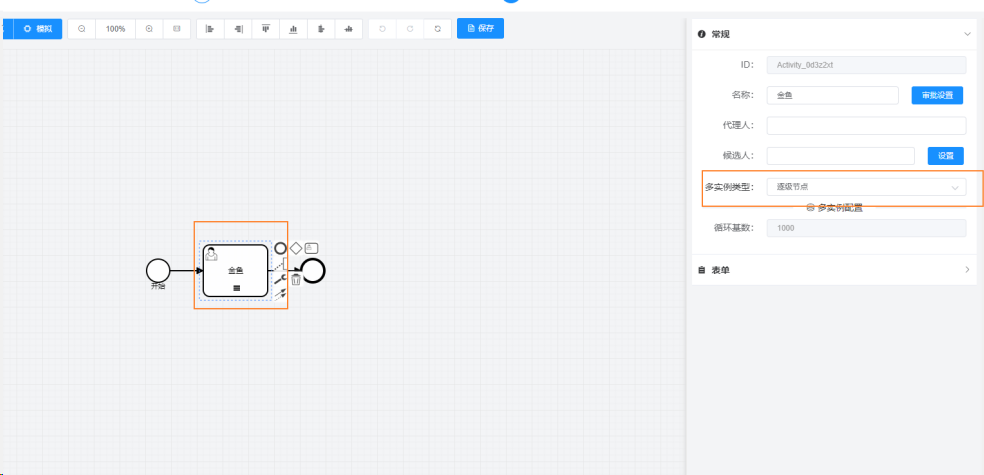 模拟
100%
保存
常规
ID:
Activity_0d3z2xt
名称:
金鱼
审批设置
代理人:
候选人:
设置
多实例类型:
逐级节点
多实例配置
循环基数:
1000
表单
开始
金鱼